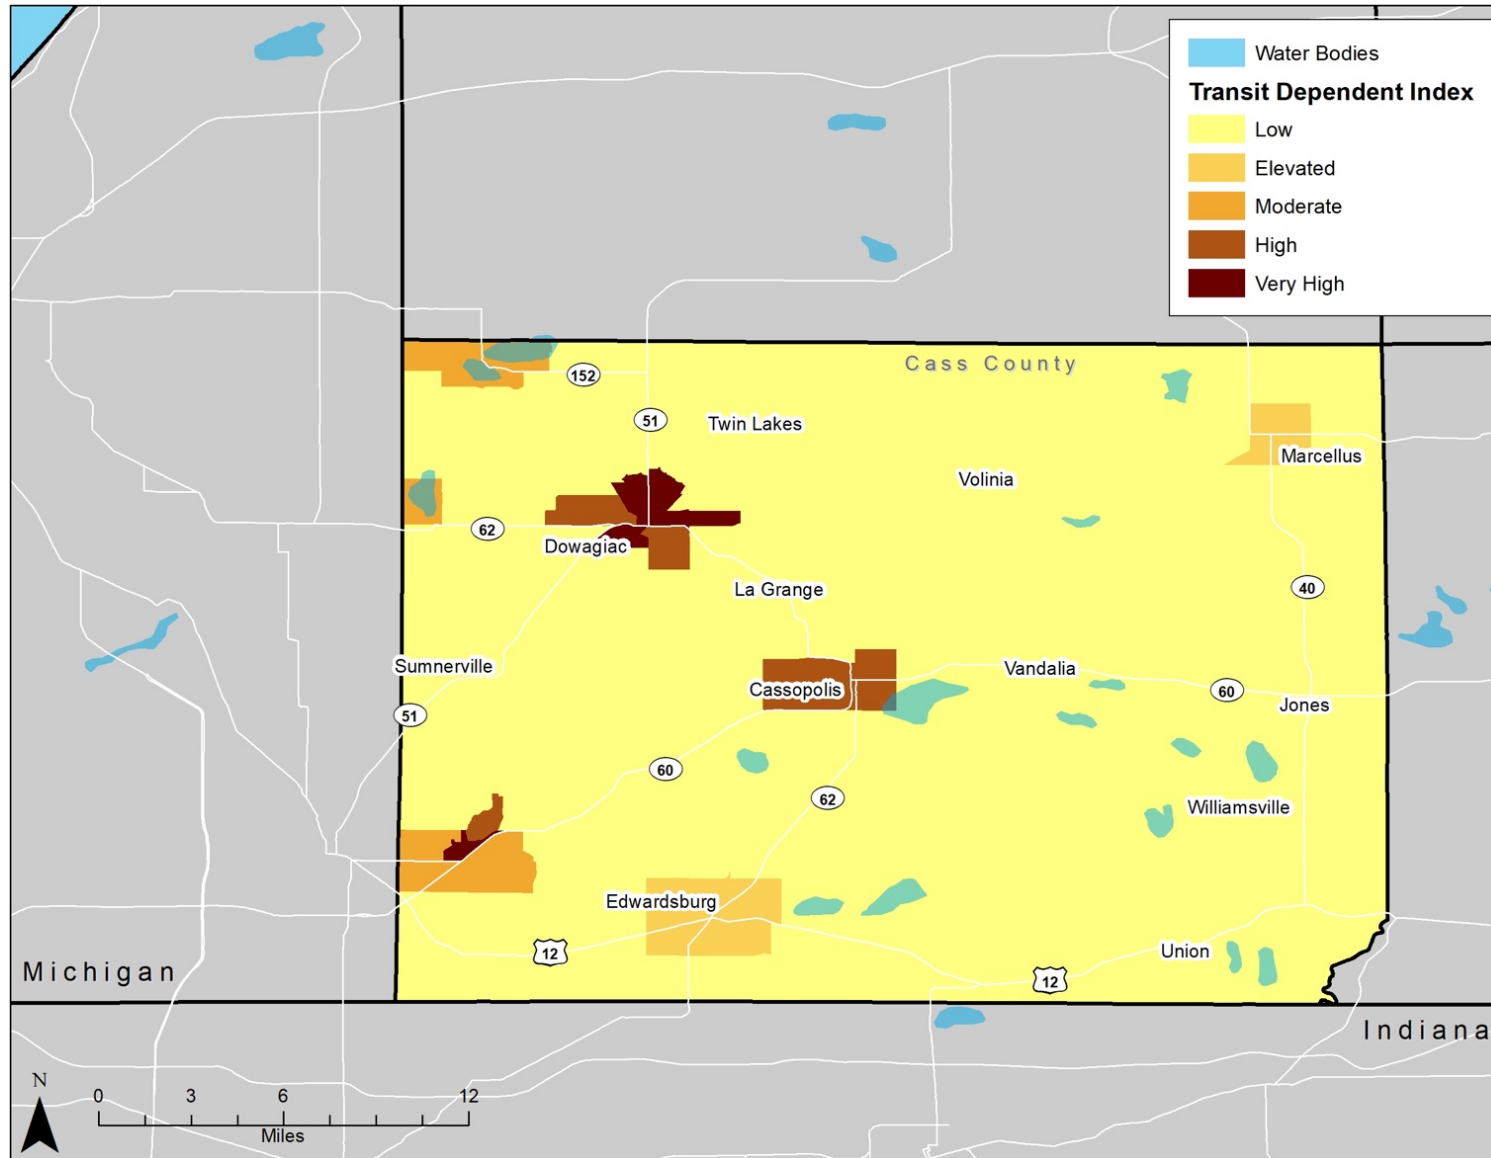 Water Bodies
Transit Dependent Index
Low
Elevated
Moderate
High
Very High
Cass County
152
51
Twin Lakes
Marcellus
Volinia
62
Dowagiac
La Grange
40
Sumnerville
Vandalia
Cassopolis
60
Jones
51
60
62
Williamsville
Edwardsburg
12
Union
12
Michigan
Indiana
N
0 3 6 12
Miles